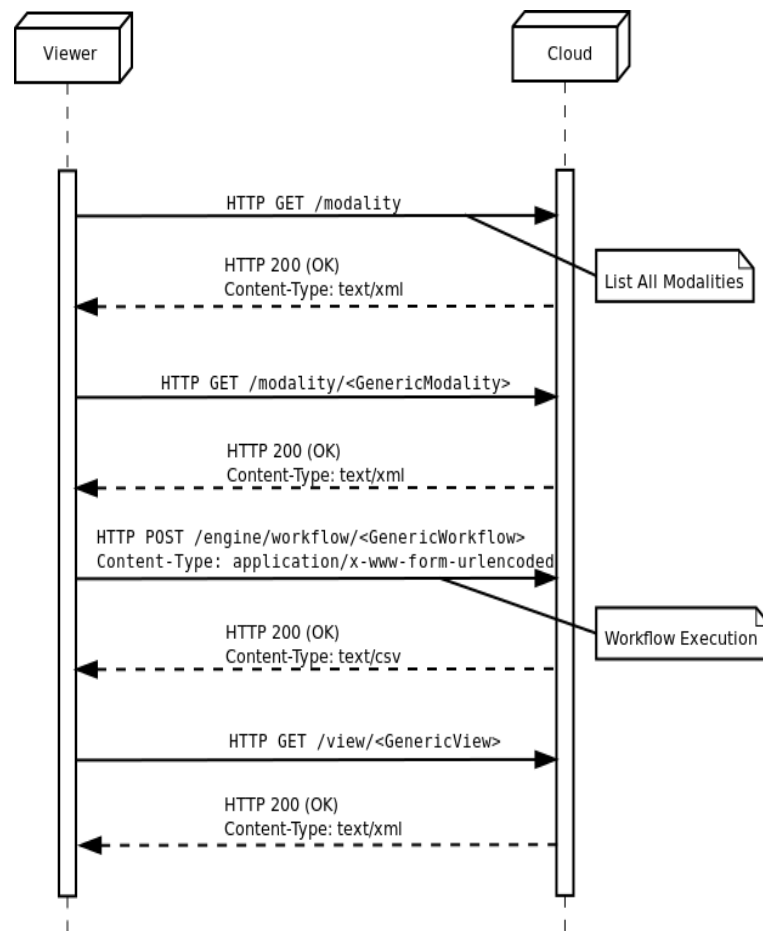 Viewer
Cloud
HTTP GET /modality
HTTP 200 (OK)
Content-Type: text/xml
List All Modalities
HTTP GET /modality/<GenericModality>
HTTP 200 (OK)
Content-Type: text/xml
HTTP POST /engine/workflow/<GenericWorkflow>
Content-Type: application/x-www-form-urlencoded
HTTP 200 (OK)
Content-Type: text/csv
Workflow Execution
HTTP GET /view/<GenericView>
HTTP 200 (OK)
Content-Type: text/xml